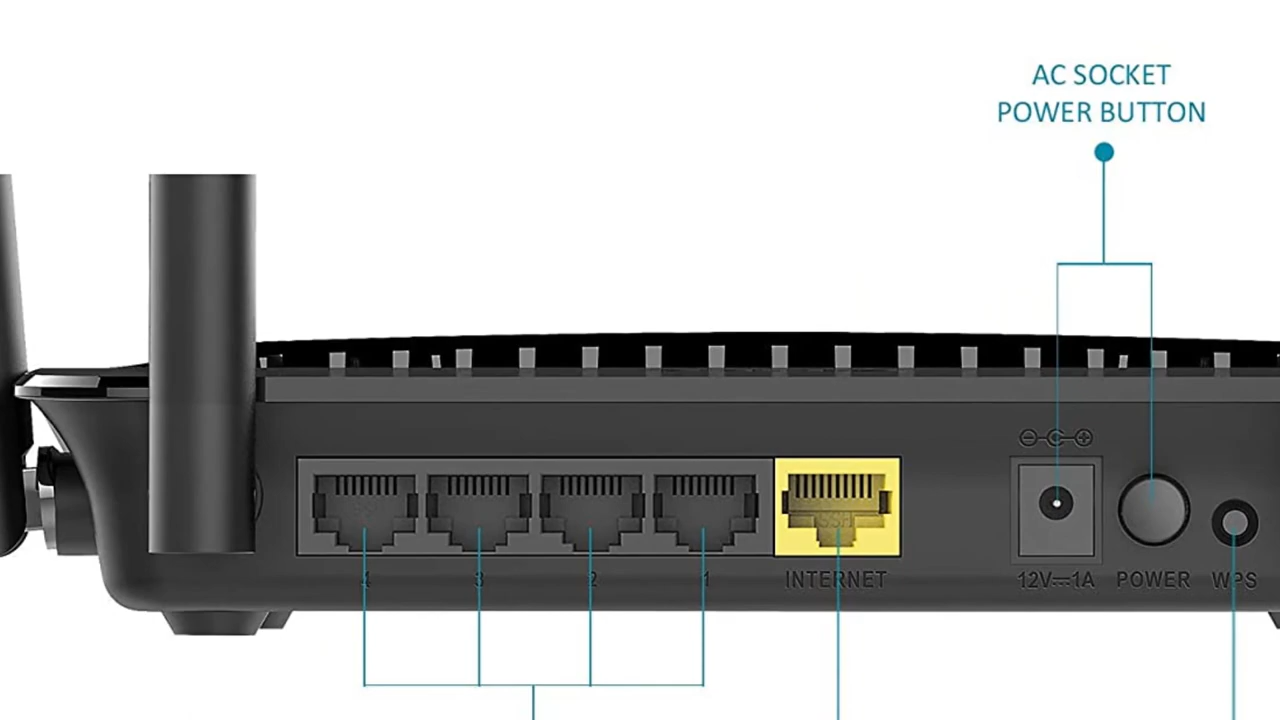 AC SOCKET
POWER BUTTON
4 3 2 1 INTERNET 12V⎓1A POWER WPS